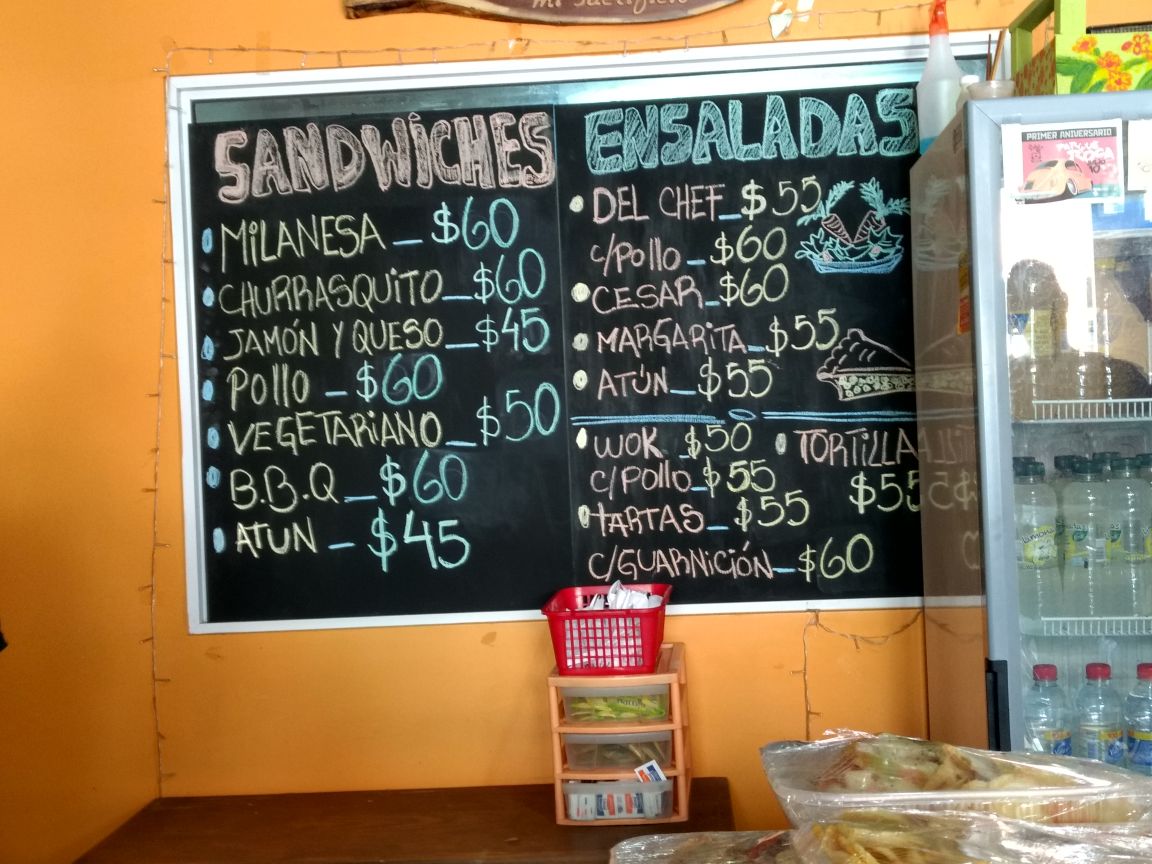 mi sacrificio
SANDWICHES
MILANESA _ $60
CHURRASQUITO _ $60
JAMÓN Y QUESO _ $45
POLLO _ $60
VEGETARIANO _ $50
B.B.Q _ $60
ATUN _ $45
ENSALADAS
DEL CHEF _ $55
C/POLLO _ $60
CESAR _ $60
MARGARITA _ $55
ATÚN _ $55
WOK _ $50
C/POLLO _ $55
TARTAS _ $55
C/GUARNICIÓN _ $60
TORTILLA
$55
PRIMER ANIVERSARIO